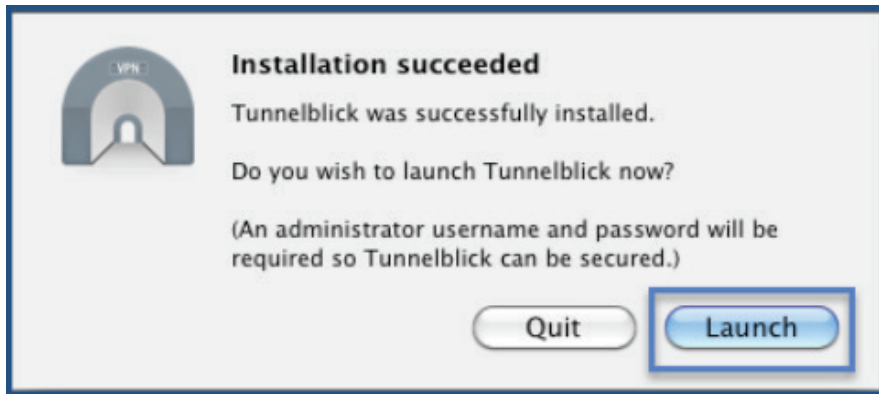 VPN
Installation succeeded
Tunnelblick was successfully installed.
Do you wish to launch Tunnelblick now?
(An administrator username and password will be
required so Tunnelblick can be secured.)
Quit
Launch